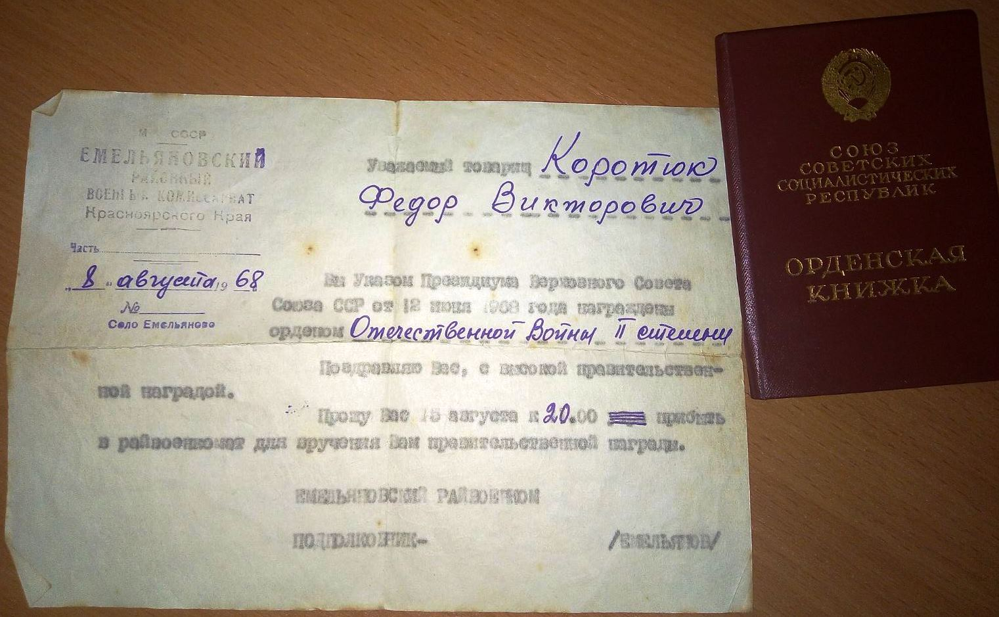 М СССР
ЕМЕЛЬЯНОВСКИЙ
РАЙОННЫЙ
ВОЕННЫЙ КОМИССАРИАТ
Красноярского Края
Часть
"8" августа 1968
№
Село Емельяново
Уважаемый товарищ Коротюк
Федор Викторович
Вы Указом Президиума Верховного Совета
Союза ССР от 12 июня 1968 года награждены
орденом Отечественной Войны II степени
Поздравляю Вас, с высокой правительствен-
ной наградой.
Прошу Вас 15 августа к 20.00 прибыть
в райвоенкомат для вручения Вам правительственной награды.
ЕМЕЛЬЯНОВСКИЙ РАЙВОЕНКОМ
ПОДПОЛКОВНИК- /ЕМЕЛЬЯНОВ/
СОЮЗ
СОВЕТСКИХ
СОЦИАЛИСТИЧЕСКИХ
РЕСПУБЛИК
ОРДЕНСКАЯ
КНИЖКА